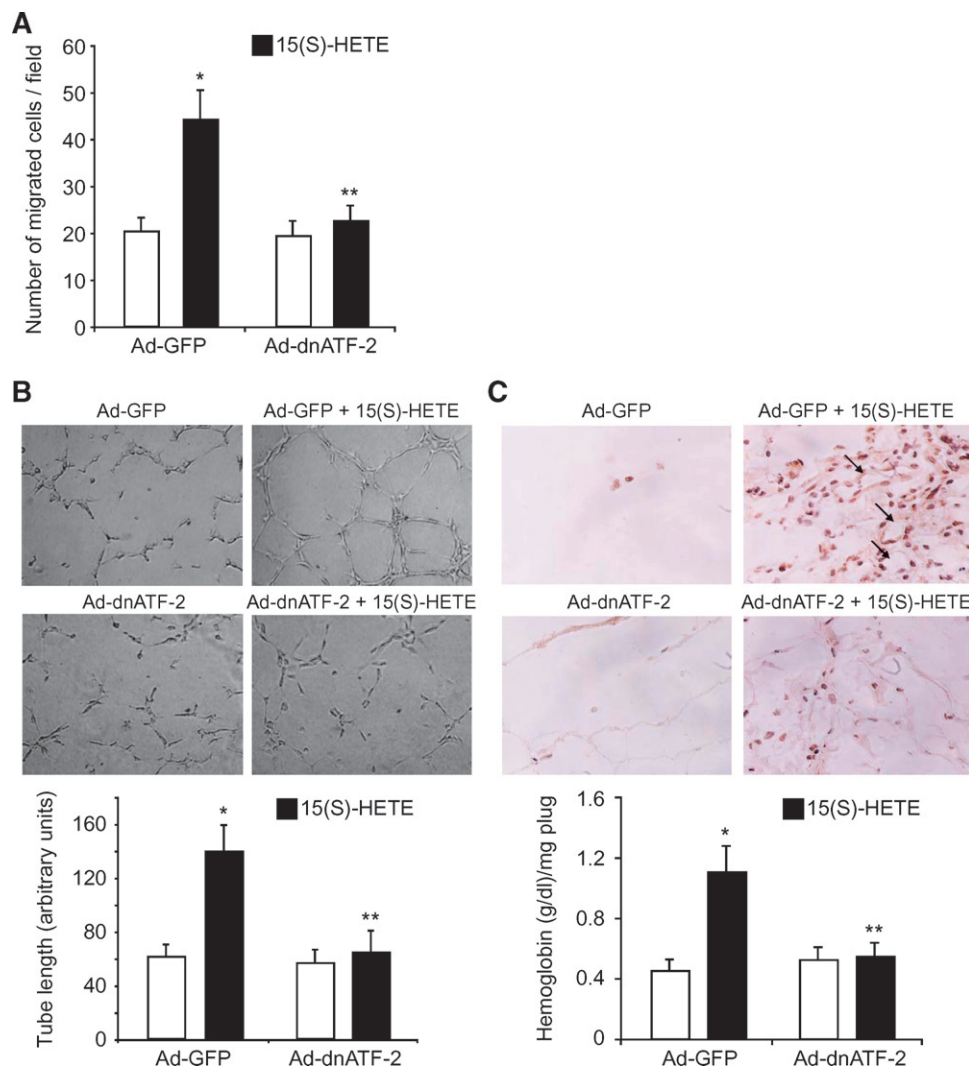 A
15(S)-HETE
Number of migrated cells / field
60
50
40
30
20
10
0
*
**
Ad-GFP
Ad-dnATF-2
B
Ad-GFP
Ad-GFP + 15(S)-HETE
Ad-dnATF-2
Ad-dnATF-2 + 15(S)-HETE
15(S)-HETE
Tube length (arbitrary units)
160
120
80
60
40
0
*
**
Ad-GFP
Ad-dnATF-2
C
Ad-GFP
Ad-GFP + 15(S)-HETE
Ad-dnATF-2
Ad-dnATF-2 + 15(S)-HETE
15(S)-HETE
Hemoglobin (g/dl)/mg plug
1.6
1.2
0.8
0.4
0
*
**
Ad-GFP
Ad-dnATF-2